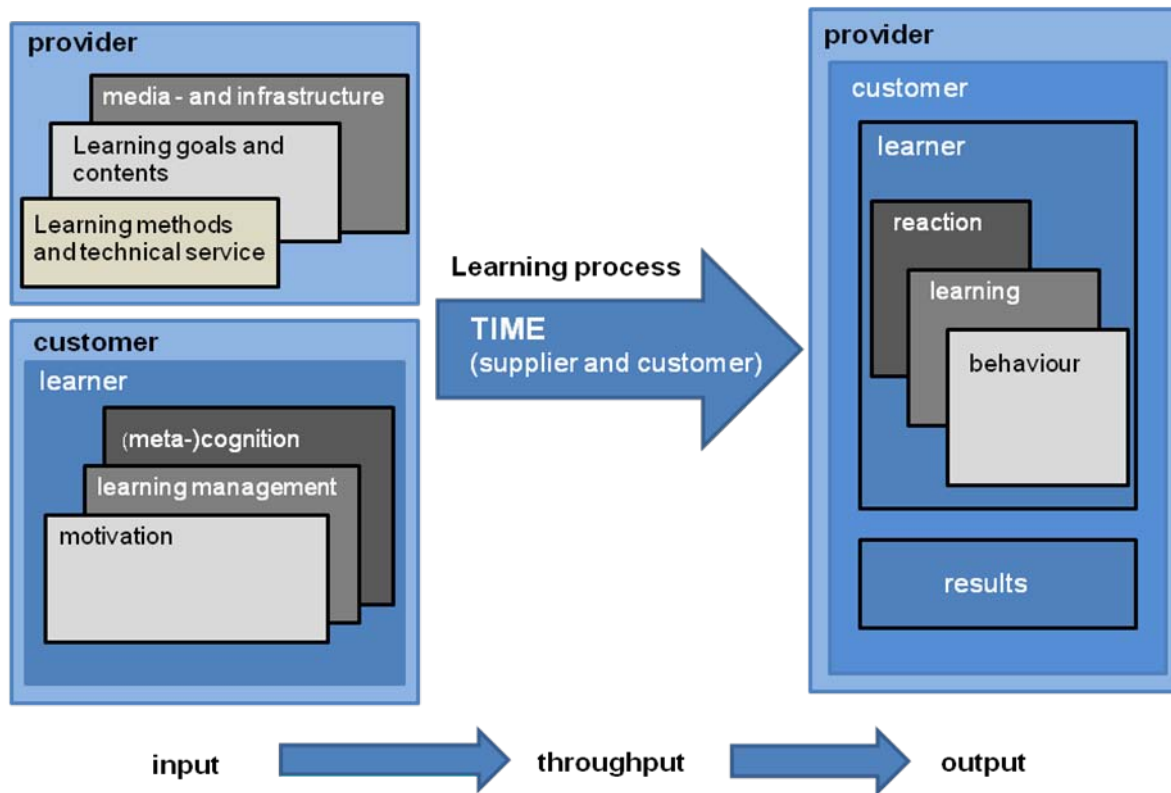 provider
media - and infrastructure
Learning goals and
contents
Learning methods
and technical service
customer
learner
(meta-)cognition
learning management
motivation
Learning process
TIME
(supplier and customer)
provider
customer
learner
reaction
learning
behaviour
results
input
throughput
output